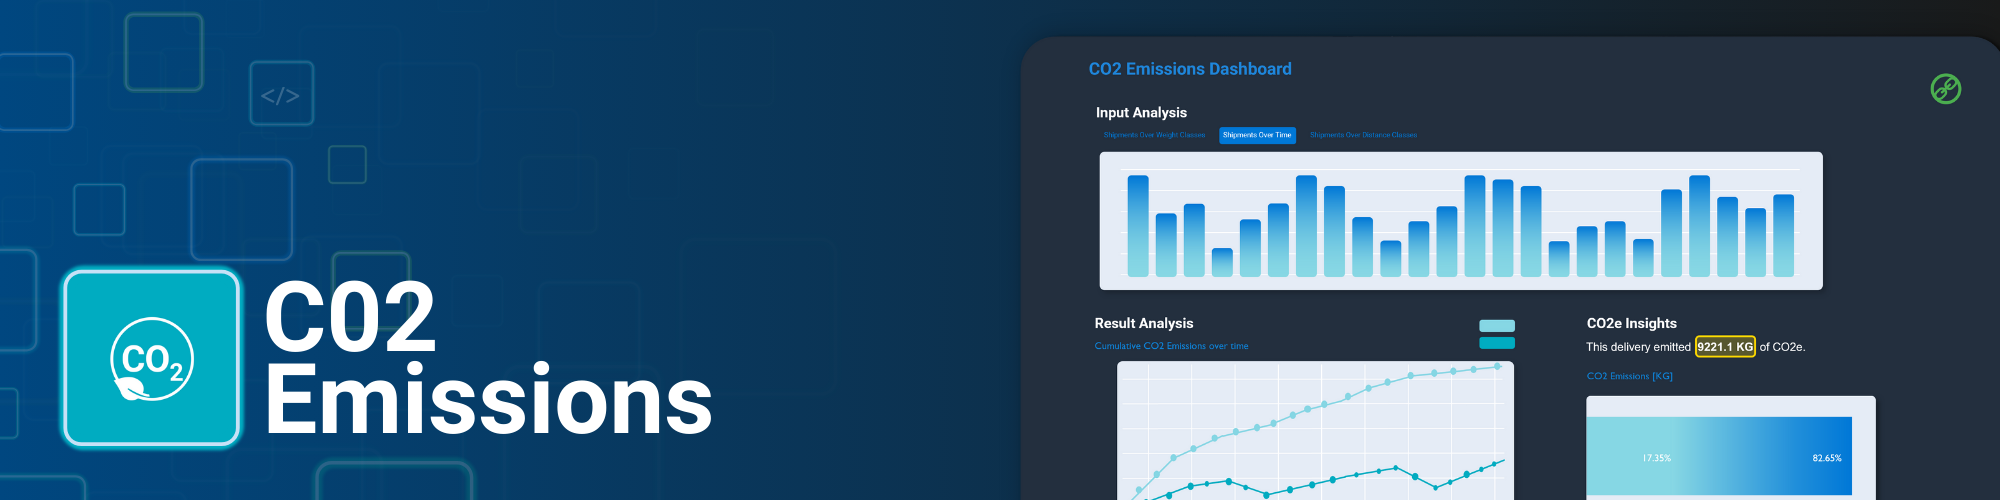 </>
CO2
C02
Emissions
CO2 Emissions Dashboard
Input Analysis
Shipments Over Weight Classes Shipments Over Time Shipments Over Distance Classes
Result Analysis
Cumulative CO2 Emissions over time
CO2e Insights
This delivery emitted 9221.1 KG of CO2e.
CO2 Emissions [KG]
17.35% 82.65%